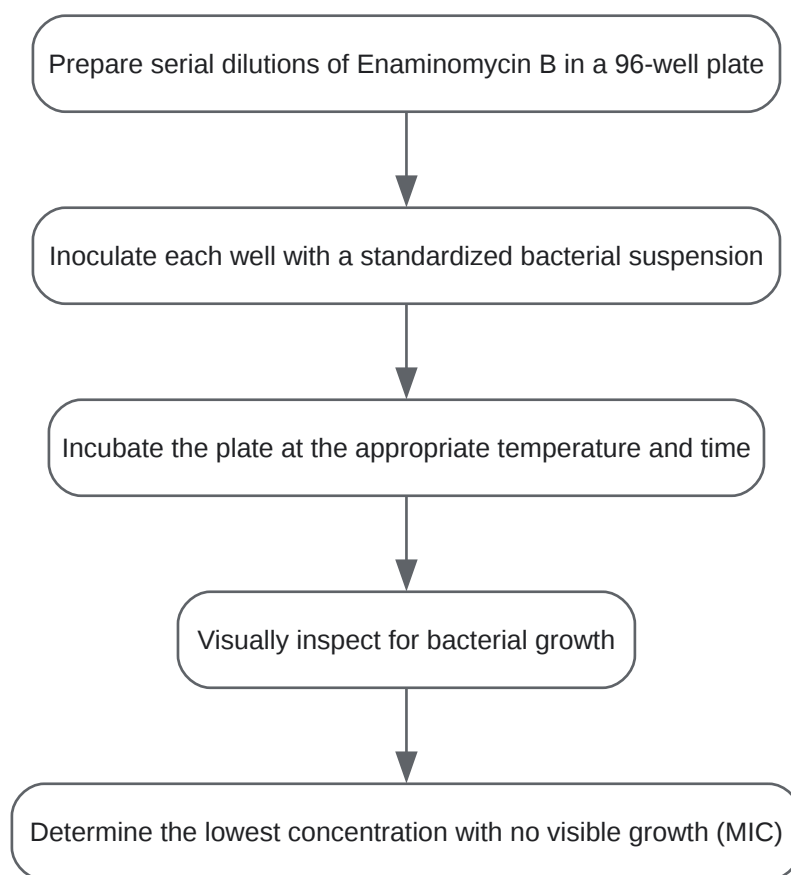 Prepare serial dilutions of Enaminomycin B in a 96-well plate
Inoculate each well with a standardized bacterial suspension
Incubate the plate at the appropriate temperature and time
Visually inspect for bacterial growth
Determine the lowest concentration with no visible growth (MIC)